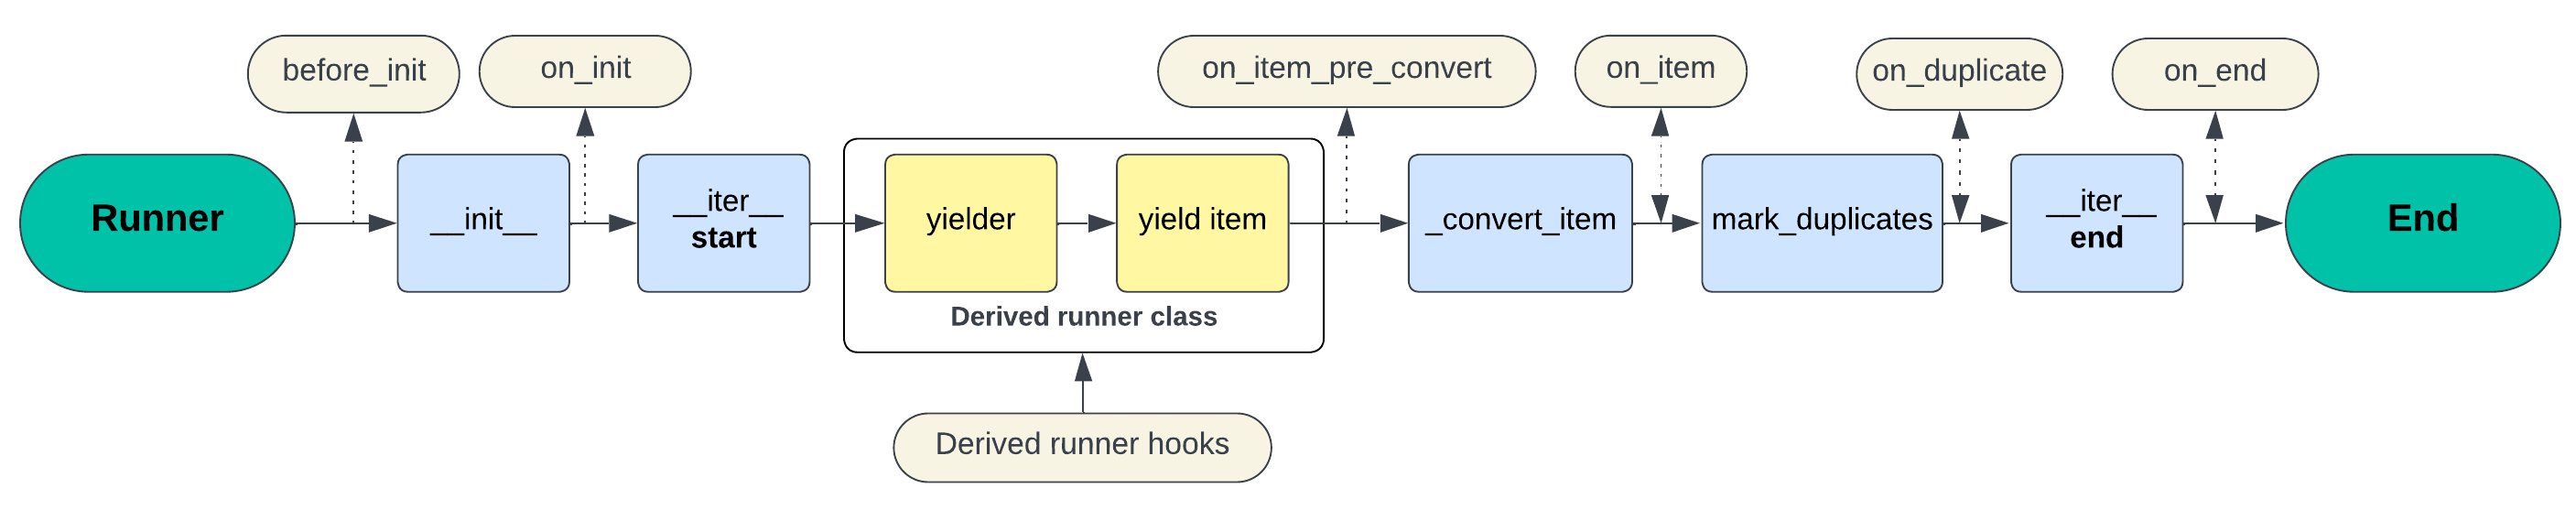 before_init
on_init
on_item_pre_convert
on_item
on_duplicate
on_end
Runner
__init__
__iter__
start
yielder
yield item
_convert_item
mark_duplicates
__iter__
end
End
Derived runner class
Derived runner hooks